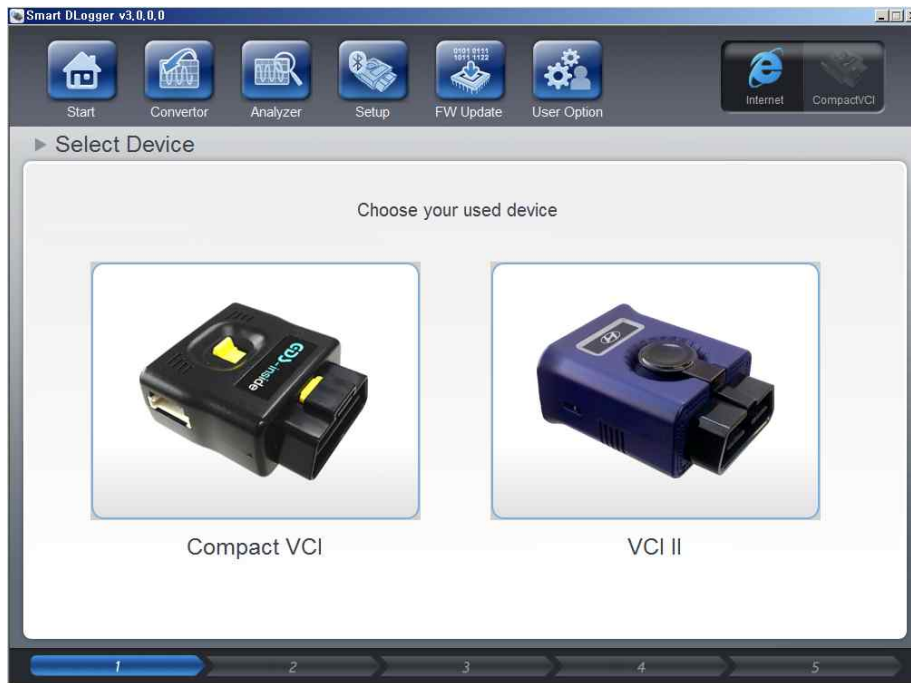 Smart DLogger v3,0,0,0
0101 0111
1011 1122
Start
Convertor
Analyzer
Setup
FW Update
User Option
Internet
CompactVCI
Select Device
Choose your used device
GDS-inside
Compact VCI
VCI II
1
2
3
4
5